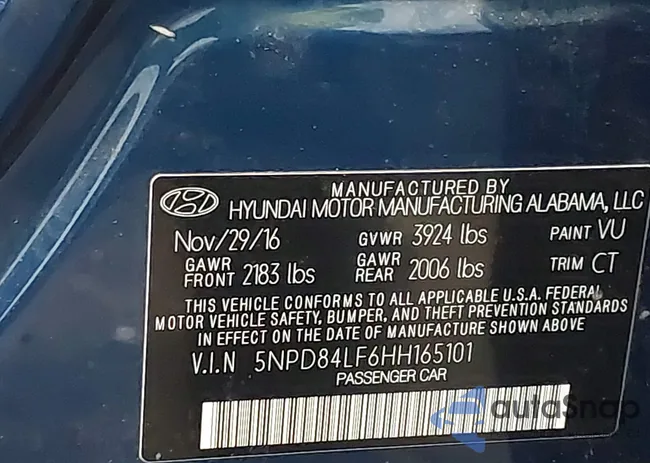 MANUFACTURED BY
HYUNDAI MOTOR MANUFACTURING ALABAMA, LLC
Nov/29/16 GVWR 3924 lbs PAINT VU
GAWR FRONT 2183 lbs GAWR REAR 2006 lbs TRIM CT
THIS VEHICLE CONFORMS TO ALL APPLICABLE U.S.A. FEDERAL
MOTOR VEHICLE SAFETY, BUMPER, AND THEFT PREVENTION STANDARDS
IN EFFECT ON THE DATE OF MANUFACTURE SHOWN ABOVE
V.I.N 5NPD84LF6HH165101
PASSENGER CAR
autoSnap